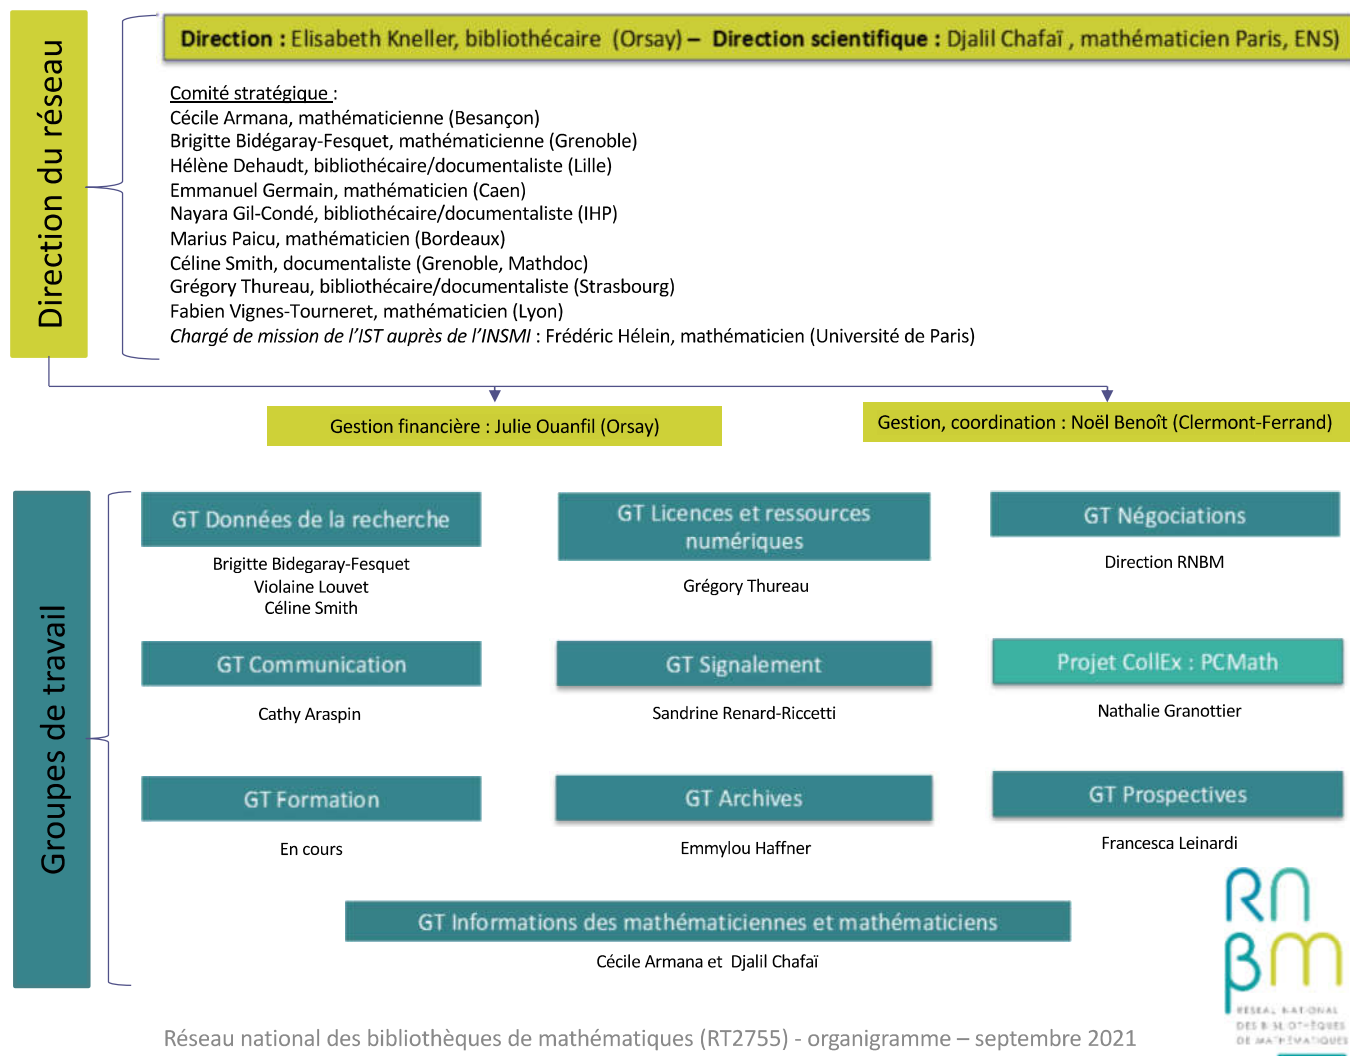 Direction du réseau
Direction : Elisabeth Kneller, bibliothécaire (Orsay) – Direction scientifique : Djalil Chafaï , mathématicien Paris, ENS)
Comité stratégique :
Cécile Armana, mathématicienne (Besançon)
Brigitte Bidégaray-Fesquet, mathématicienne (Grenoble)
Hélène Dehaudt, bibliothécaire/documentaliste (Lille)
Emmanuel Germain, mathématicien (Caen)
Nayara Gil-Condé, bibliothécaire/documentaliste (IHP)
Marius Paicu, mathématicien (Bordeaux)
Céline Smith, documentaliste (Grenoble, Mathdoc)
Grégory Thureau, bibliothécaire/documentaliste (Strasbourg)
Fabien Vignes-Tourneret, mathématicien (Lyon)
Chargé de mission de l’IST auprès de l’INSMI : Frédéric Hélein, mathématicien (Université de Paris)
Gestion financière : Julie Ouanfil (Orsay)
Gestion, coordination : Noël Benoît (Clermont-Ferrand)
Groupes de travail
GT Données de la recherche
Brigitte Bidegaray-Fesquet
Violaine Louvet
Céline Smith
GT Licences et ressources
numériques
Grégory Thureau
GT Négociations
Direction RNBM
GT Communication
Cathy Araspin
GT Signalement
Sandrine Renard-Riccetti
Projet CollEx : PCMath
Nathalie Granottier
GT Formation
En cours
GT Archives
Emmylou Haffner
GT Prospectives
Francesca Leinardi
GT Informations des mathématiciennes et mathématiciens
Cécile Armana et Djalil Chafaï
Rn
βm
RÉSEAU NATIONAL
DES BIBLIOTHÈQUES
DE MATHÉMATIQUES
Réseau national des bibliothèques de mathématiques (RT2755) - organigramme – septembre 2021